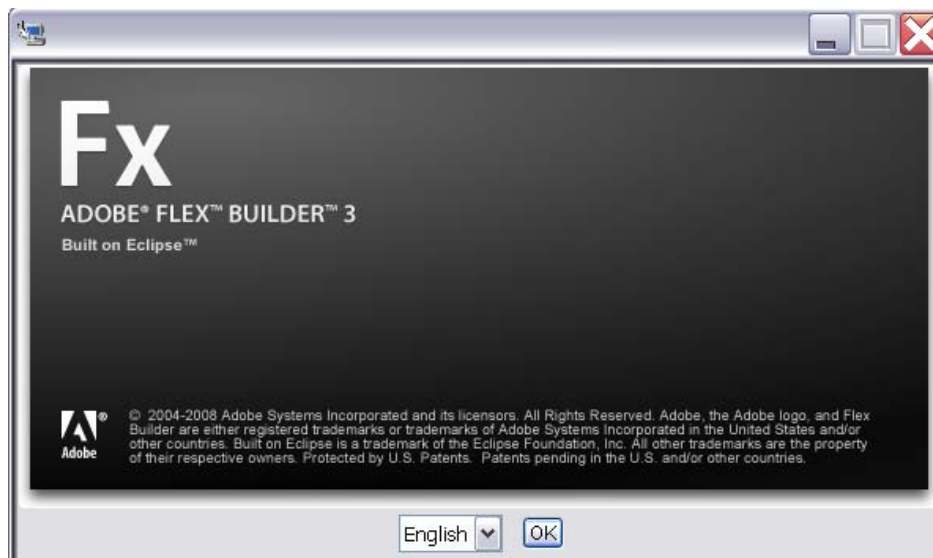 Fx
ADOBE® FLEX™ BUILDER™ 3
Built on Eclipse™
© 2004-2008 Adobe Systems Incorporated and its licensors. All Rights Reserved. Adobe, the Adobe logo, and Flex
Builder are either registered trademarks or trademarks of Adobe Systems Incorporated in the United States and/or
other countries. Built on Eclipse is a trademark of the Eclipse Foundation, Inc. All other trademarks are the property
of their respective owners. Protected by U.S. Patents. Patents pending in the U.S. and/or other countries.
®
Adobe
English
OK